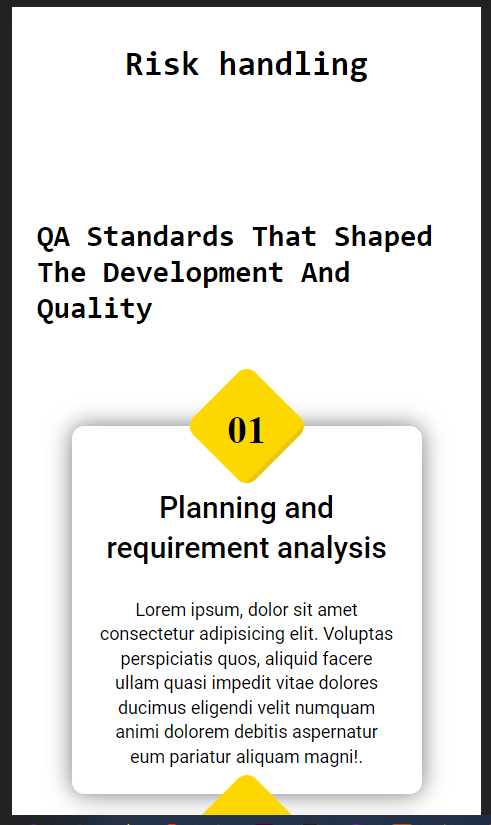 Risk handling
QA Standards That Shaped
The Development And
Quality
01
Planning and
requirement analysis
Lorem ipsum, dolor sit amet
consectetur adipisicing elit. Voluptas
perspiciatis quos, aliquid facere
ullam quasi impedit vitae dolores
ducimus eligendi velit numquam
animi dolorem debitis aspernatur
eum pariatur aliquam magni!.